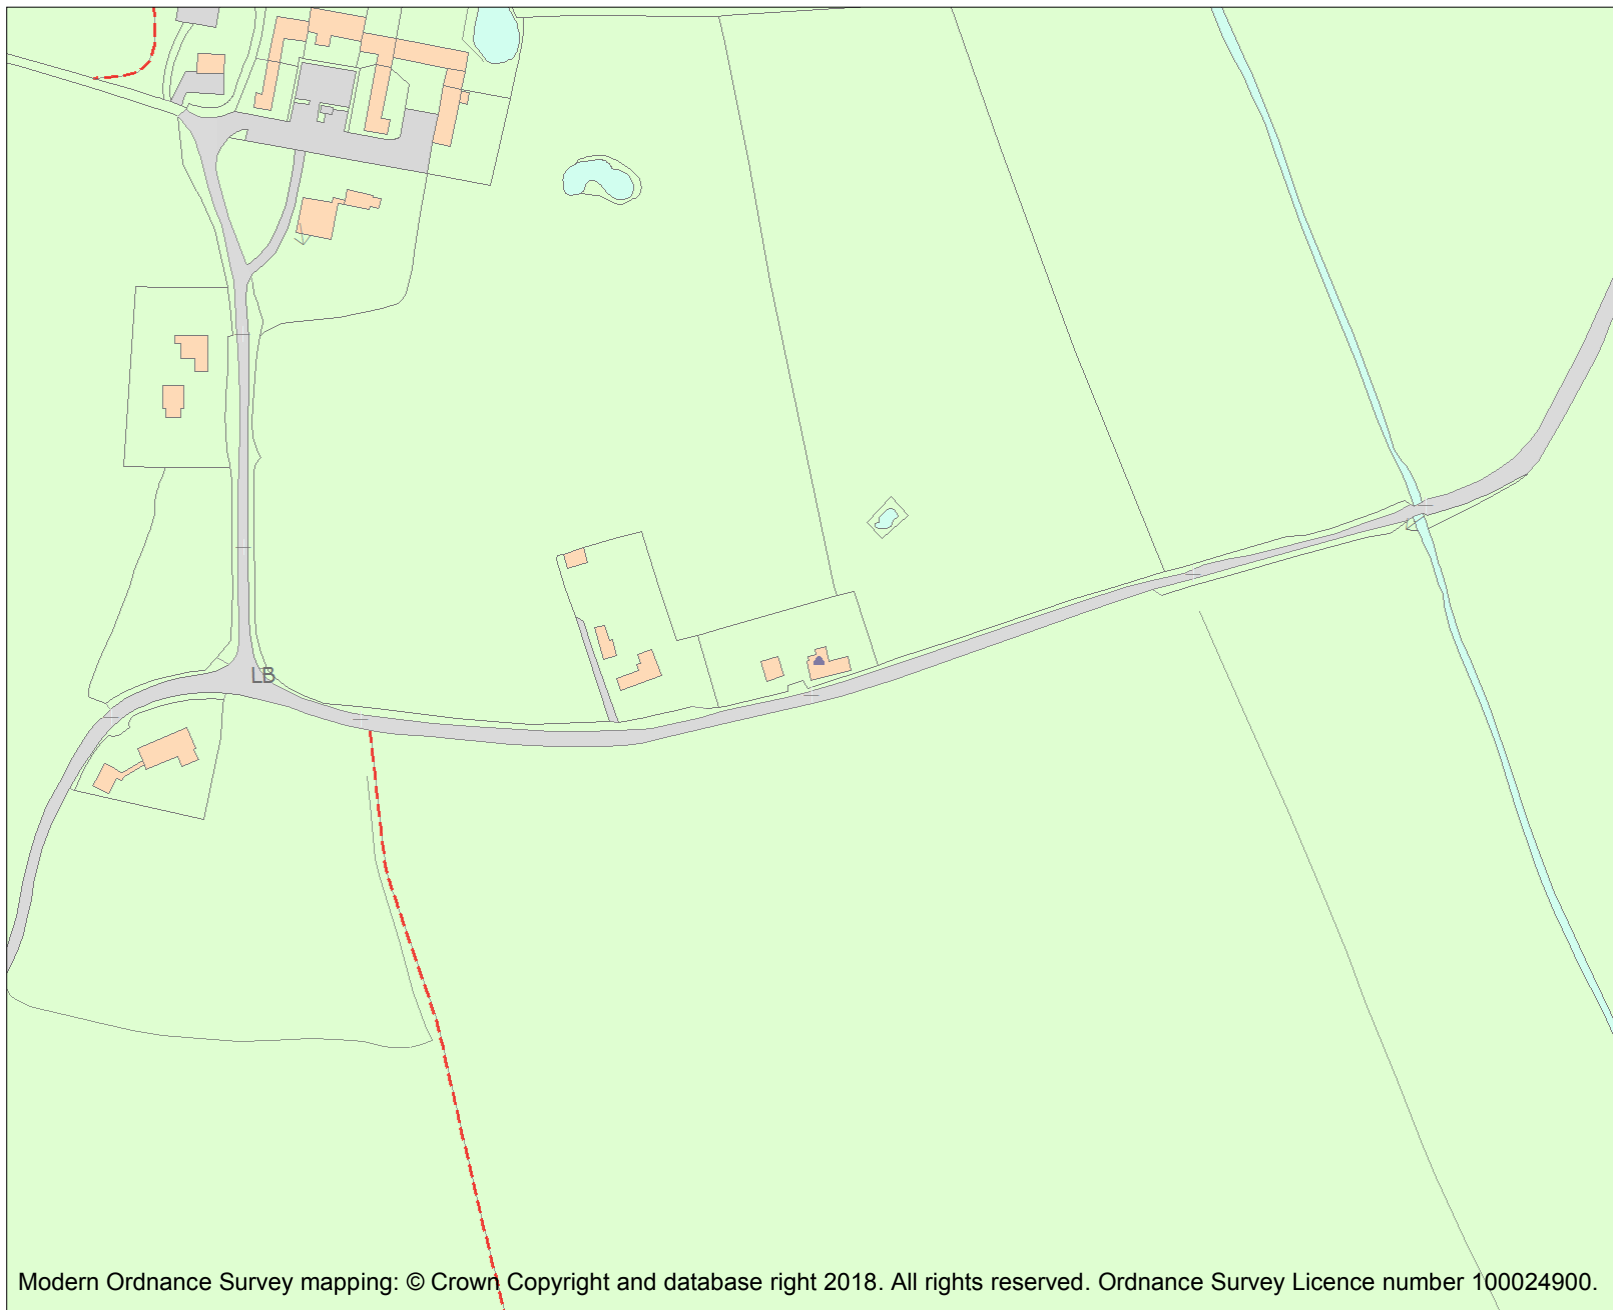 LB
Modern Ordnance Survey mapping: © Crown Copyright and database right 2018. All rights reserved. Ordnance Survey Licence number 100024900.